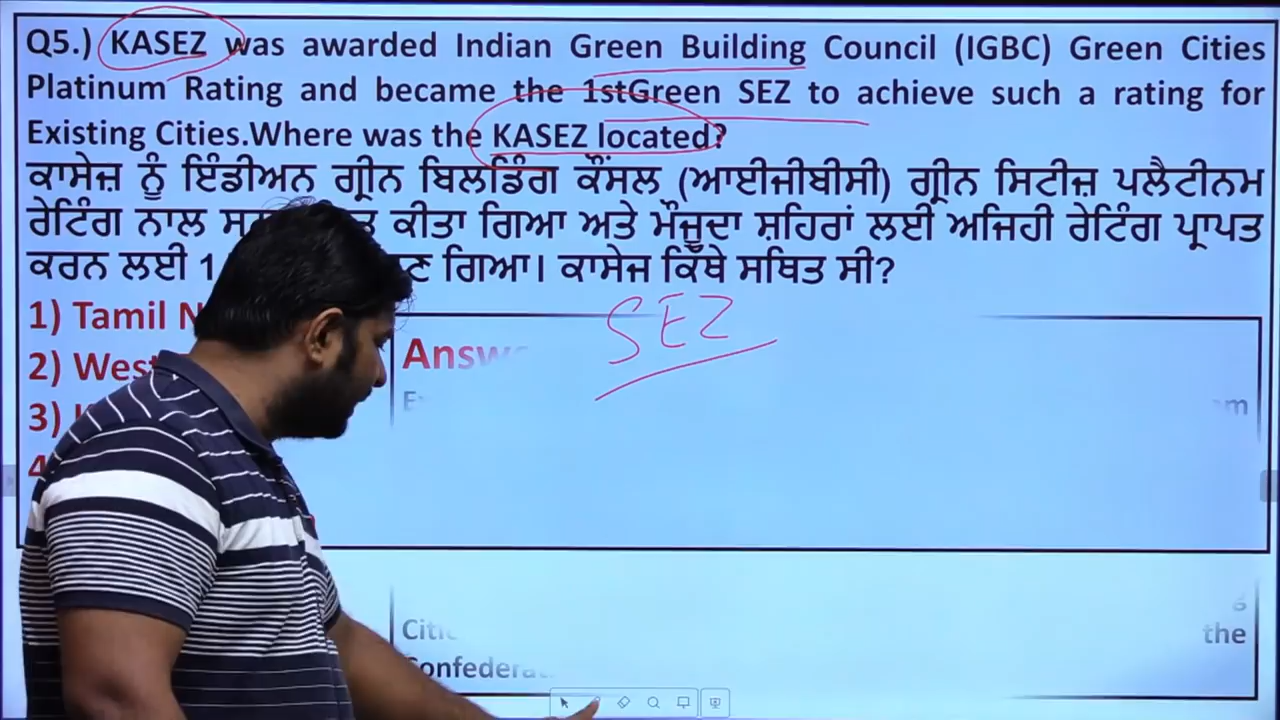 Q5.) KASEZ was awarded Indian Green Building Council (IGBC) Green Cities
Platinum Rating and became the 1stGreen SEZ to achieve such a rating for
Existing Cities.Where was the KASEZ located?
ਕਾਸੇਜ਼ ਨੂੰ ਇੰਡੀਅਨ ਗ੍ਰੀਨ ਬਿਲਡਿੰਗ ਕੌਂਸਲ (ਆਈਜੀਬੀਸੀ) ਗ੍ਰੀਨ ਸਿਟੀਜ਼ ਪਲੈਟੀਨਮ
ਰੇਟਿੰਗ ਨਾਲ ਕੀਤਾ ਗਿਆ ਅਤੇ ਮੌਜੂਦਾ ਸ਼ਹਿਰਾਂ ਲਈ ਅਜਿਹੀ ਰੇਟਿੰਗ ਪ੍ਰਾਪਤ
ਕਰਨ ਲਈ 1 ਗਿਆ। ਕਾਸੇਜ ਕਿੱਥੇ ਸਥਿਤ ਸੀ?
SEZ
1) Tamil
2) West
3)
4
the